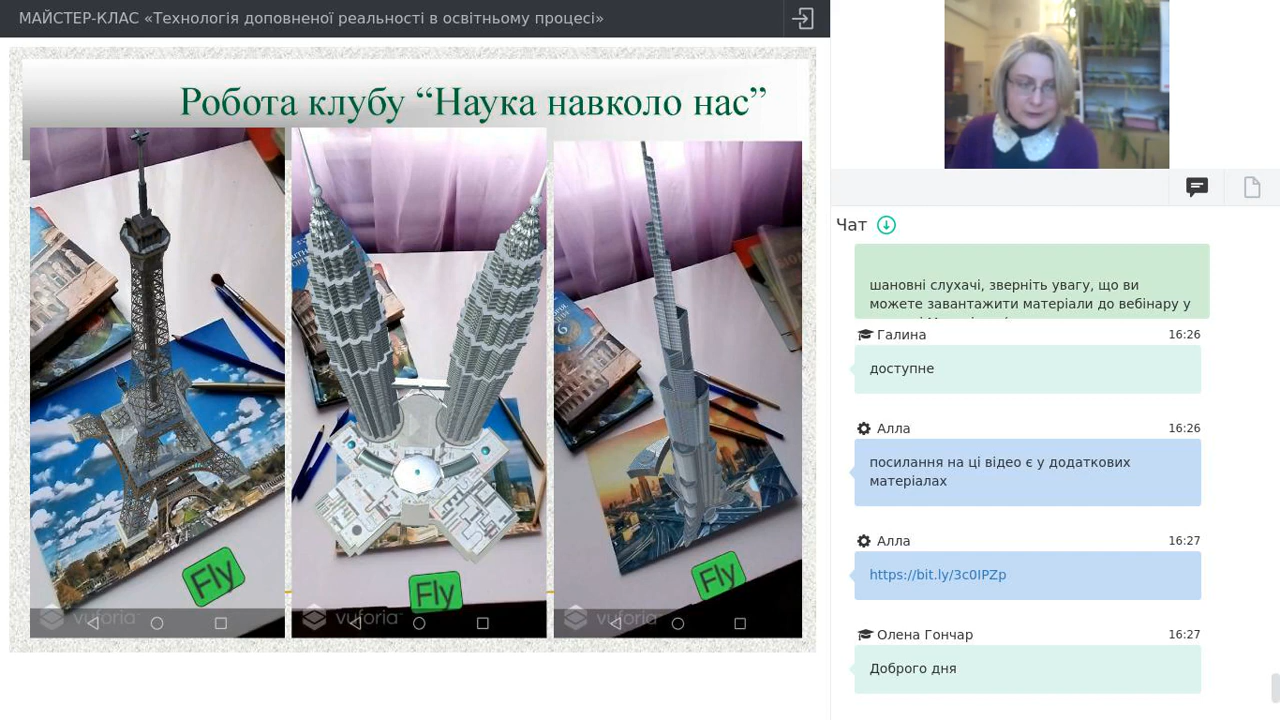 МАЙСТЕР-КЛАС «Технологія доповненої реальності в освітньому процесі»
Робота клубу “Наука навколо нас”
6
Fly
Fly
Fly
vuforia
vuforia
vuforia
Чат
шановні слухачі, зверніть увагу, що ви
можете завантажити матеріали до вебінару у
Галина 16:26
доступне
Алла 16:26
посилання на ці відео є у додаткових
матеріалах
Алла 16:27
https://bit.ly/3c0IPZp
Олена Гончар 16:27
Доброго дня